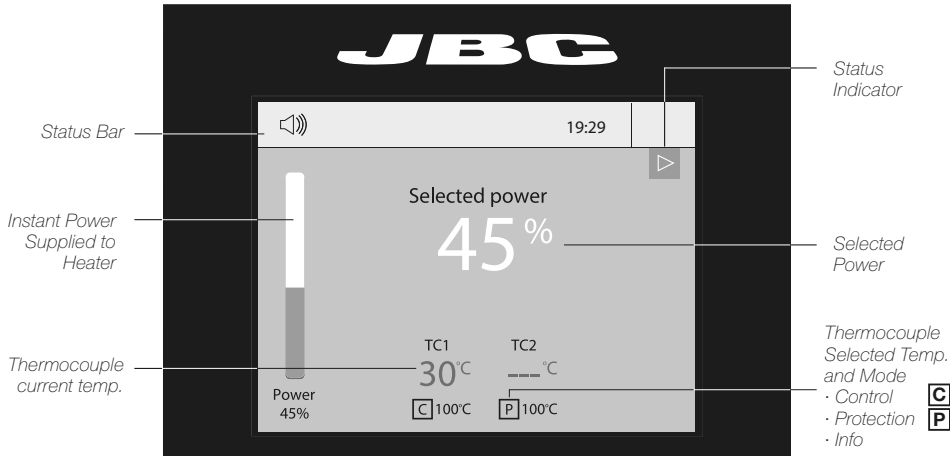 JBC
Status Bar
Instant Power
Supplied to
Heater
Thermocouple
current temp.
19:29
Selected power
45%
TC1
TC2
30°C
---°C
C 100°C
P 100°C
Power
45%
Status
Indicator
Selected
Power
Thermocouple
Selected Temp.
and Mode
· Control C
· Protection P
· Info